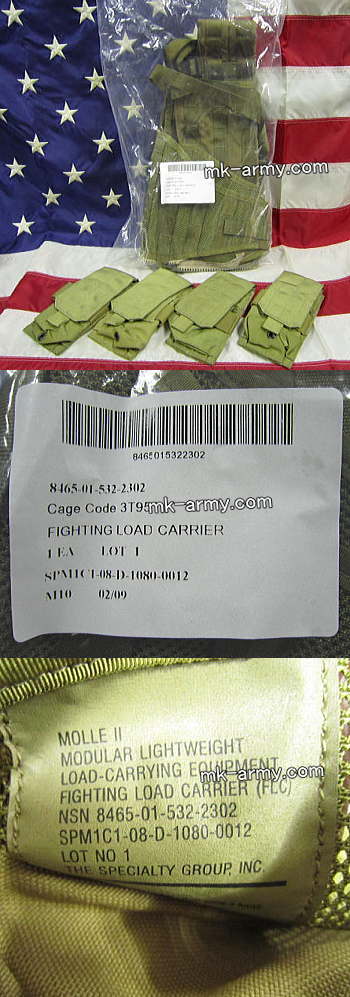 mk-army.com
8465015322302
8465-01-532-2302
Cage Code 3T95
mk-army.com
FIGHTING LOAD CARRIER
1 EA LOT 1
SPM1C1-08-D-1080-0012
M10 02/09
MOLLE II
MODULAR LIGHTWEIGHT
LOAD-CARRYING EQUIPMENT
mk-army.com
FIGHTING LOAD CARRIER (FLC)
NSN 8465-01-532-2302
SPM1C1-08-D-1080-0012
LOT NO 1
THE SPECIALTY GROUP, INC.